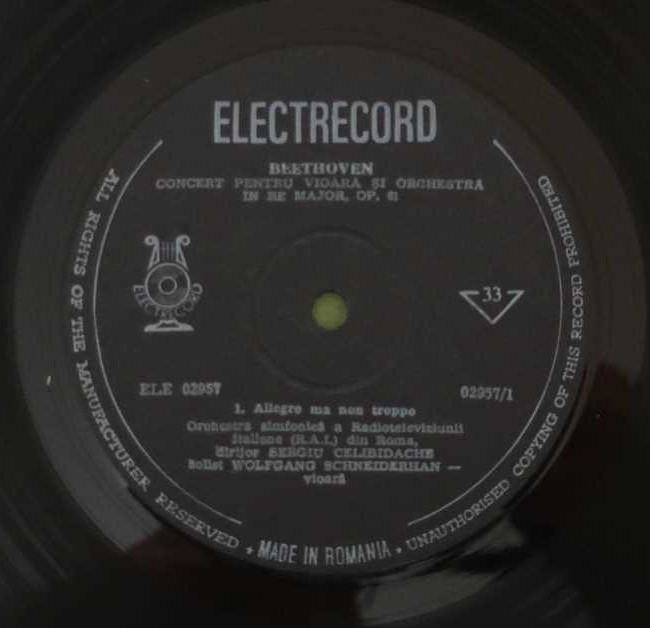 ELECTRECORD
BEETHOVEN
CONCERT PENTRU VIOARĂ ȘI ORCHESTRA
IN RE MAJOR, OP. 61
ELECTRECORD
33
ELE 02957
02957/1
1. Allegro ma non troppo
Orchestra simfonică a Radioteleviziunii
italiene (R.A.I.) din Roma,
dirijor SERGIU CELIBIDACHE
Solist WOLFGANG SCHNEIDERHAN —
vioară
ALL RIGHTS OF THE MANUFACTURER RESERVED ★ MADE IN ROMANIA ★ UNAUTHORISED COPYING OF THIS RECORD PROHIBITED